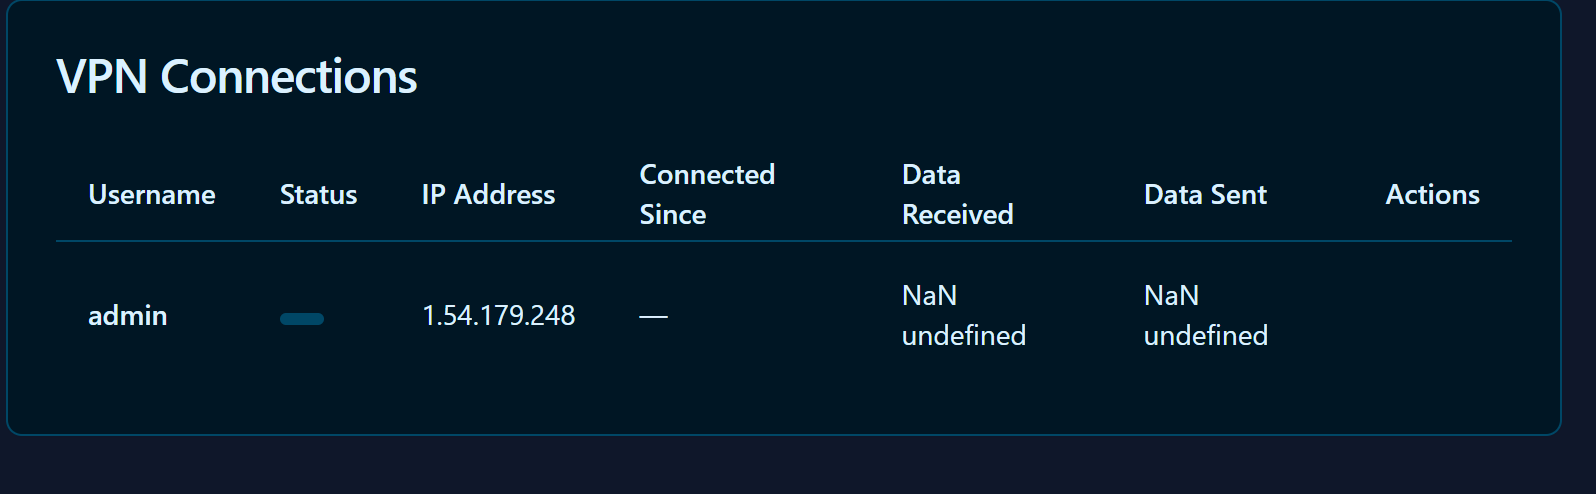 VPN Connections
Username Status IP Address Connected Since Data Received Data Sent Actions
admin 1.54.179.248 — NaN undefined NaN undefined